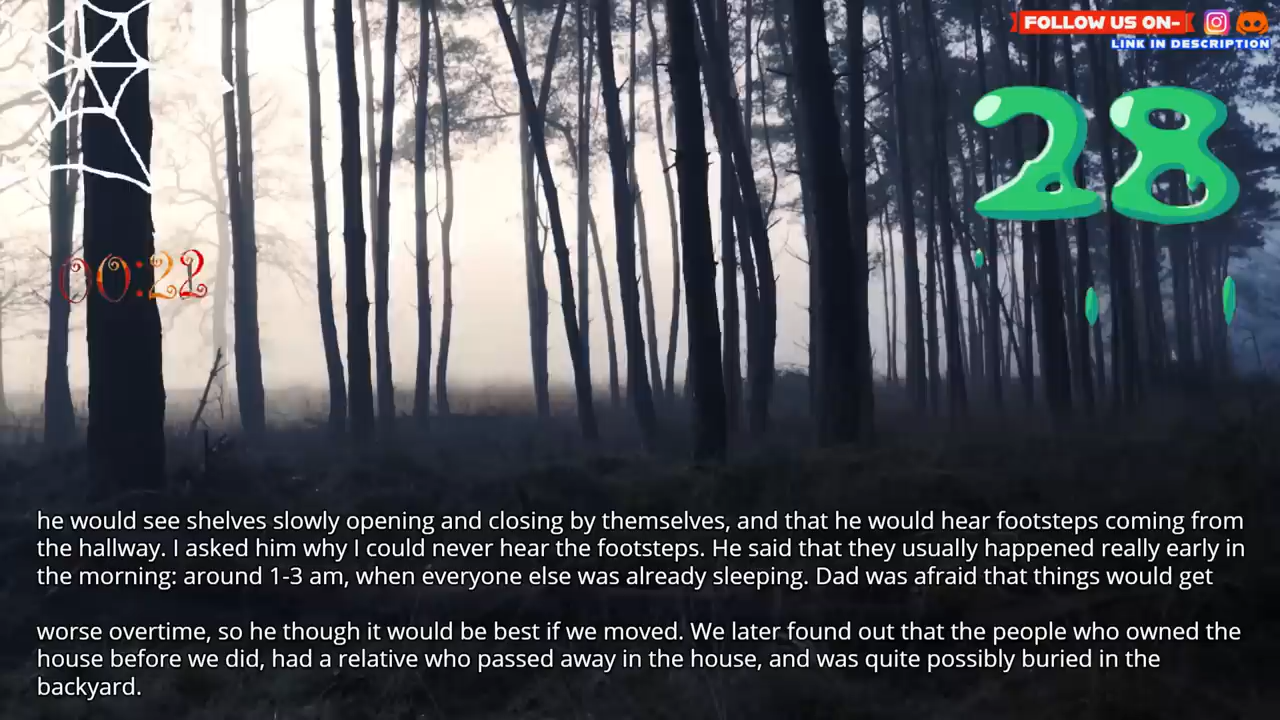 FOLLOW US ON-
LINK IN DESCRIPTION
28
00:22
he would see shelves slowly opening and closing by themselves, and that he would hear footsteps coming from
the hallway. I asked him why I could never hear the footsteps. He said that they usually happened really early in
the morning: around 1-3 am, when everyone else was already sleeping. Dad was afraid that things would get
worse overtime, so he though it would be best if we moved. We later found out that the people who owned the
house before we did, had a relative who passed away in the house, and was quite possibly buried in the
backyard.